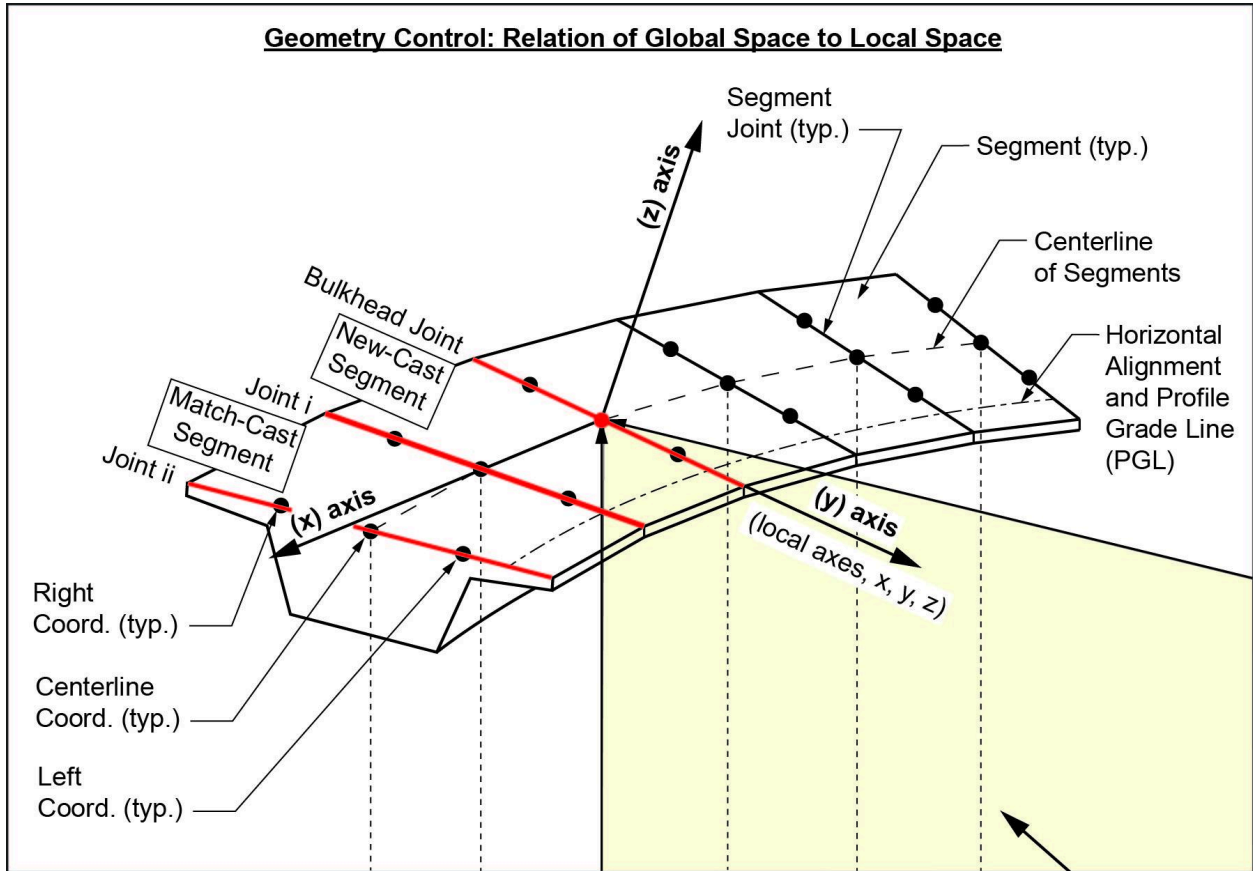 Geometry Control: Relation of Global Space to Local Space
Segment
Joint (typ.)
Segment (typ.)
(z) axis
Centerline
of Segments
Bulkhead Joint
New-Cast
Segment
Horizontal
Alignment
and Profile
Grade Line
(PGL)
Joint i
Match-Cast
Segment
Joint ii
(x) axis
(y) axis
(local axes, x, y, z)
Right
Coord. (typ.)
Centerline
Coord. (typ.)
Left
Coord. (typ.)